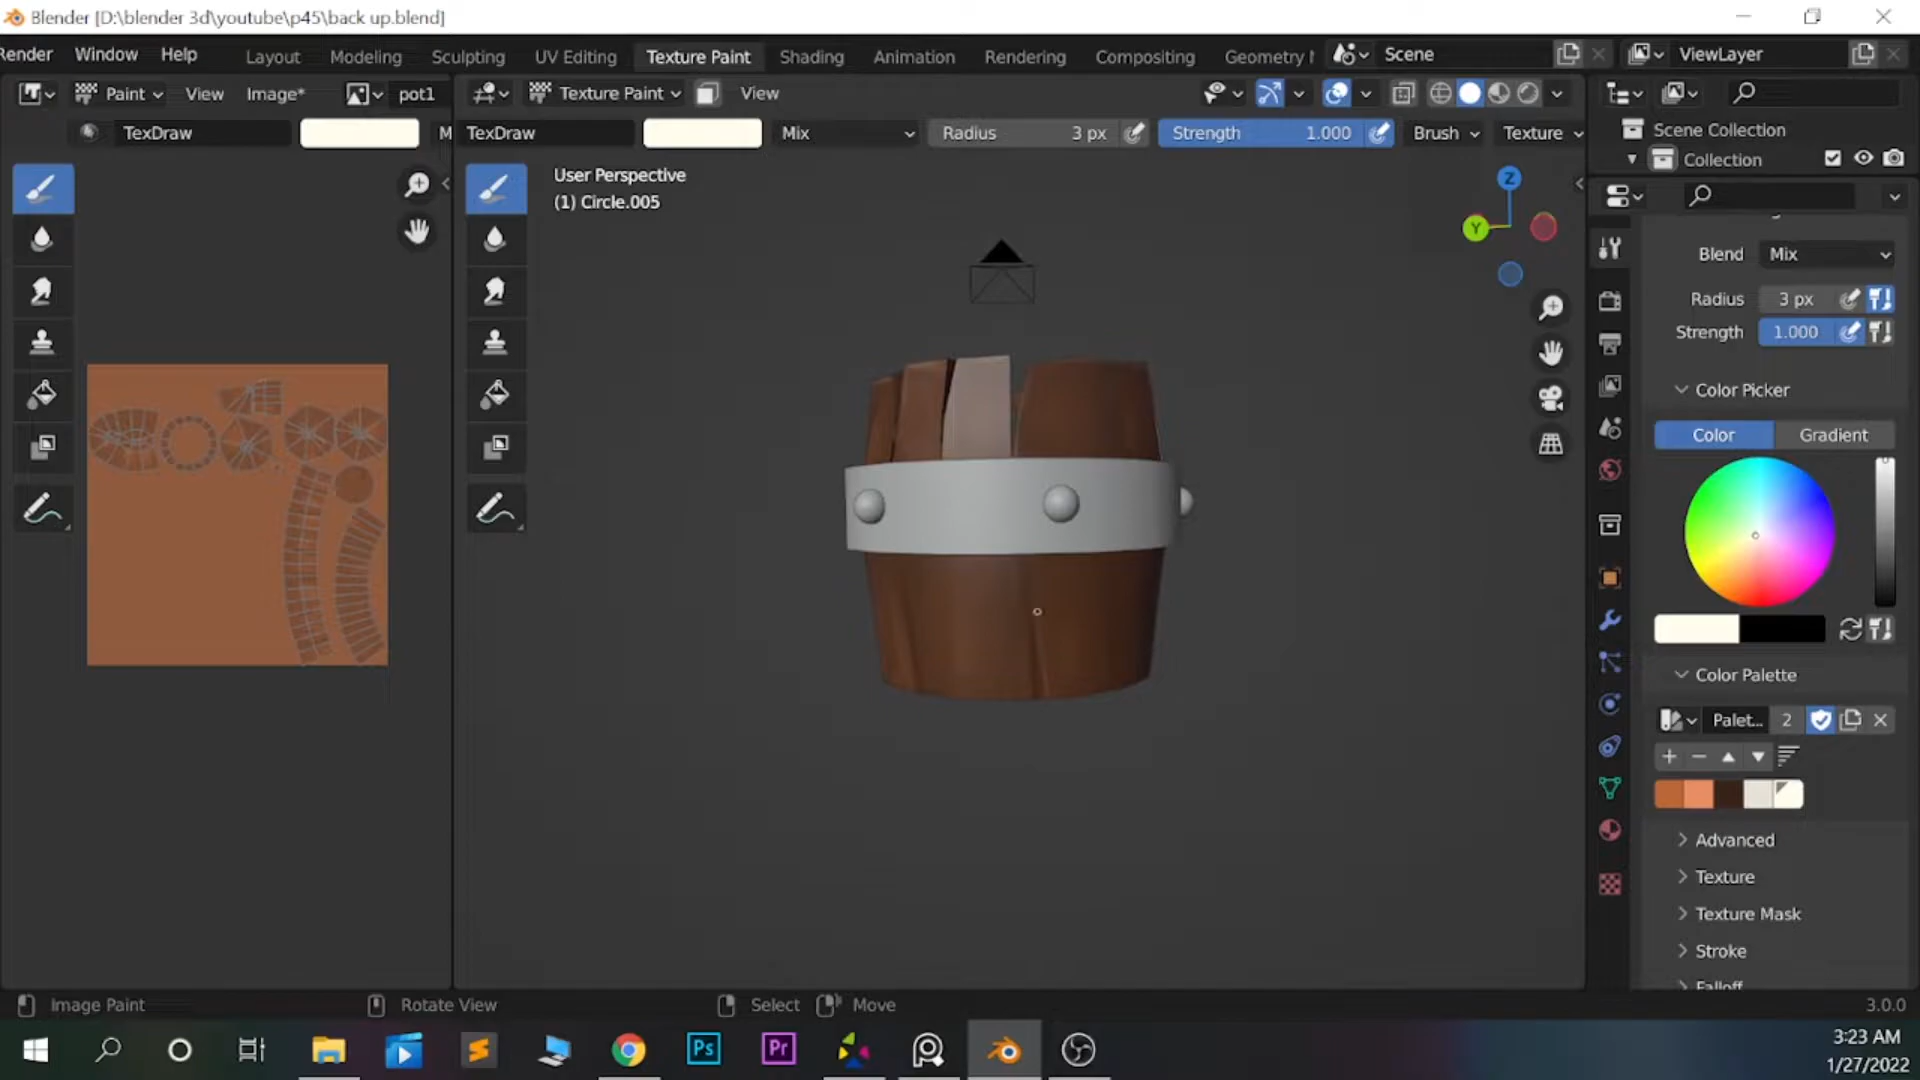 Blender [D:\blender 3d\youtube\p45\back up.blend]
Render Window Help Layout Modeling Sculpting UV Editing Texture Paint Shading Animation Rendering Compositing Geometry Scene ViewLayer
Paint View Image* pot1 Texture Paint View
TexDraw M TexDraw Mix Radius 3 px Strength 1.000 Brush Texture
Scene Collection
Collection
User Perspective
(1) Circle.005
Z
Y
Blend Mix
Radius 3 px
Strength 1.000
Color Picker
Color Gradient
Color Palette
Palet... 2
Advanced
Texture
Texture Mask
Stroke
Falloff
Image Paint Rotate View Select Move 3.0.0
Ps Pr
3:23 AM
1/27/2022